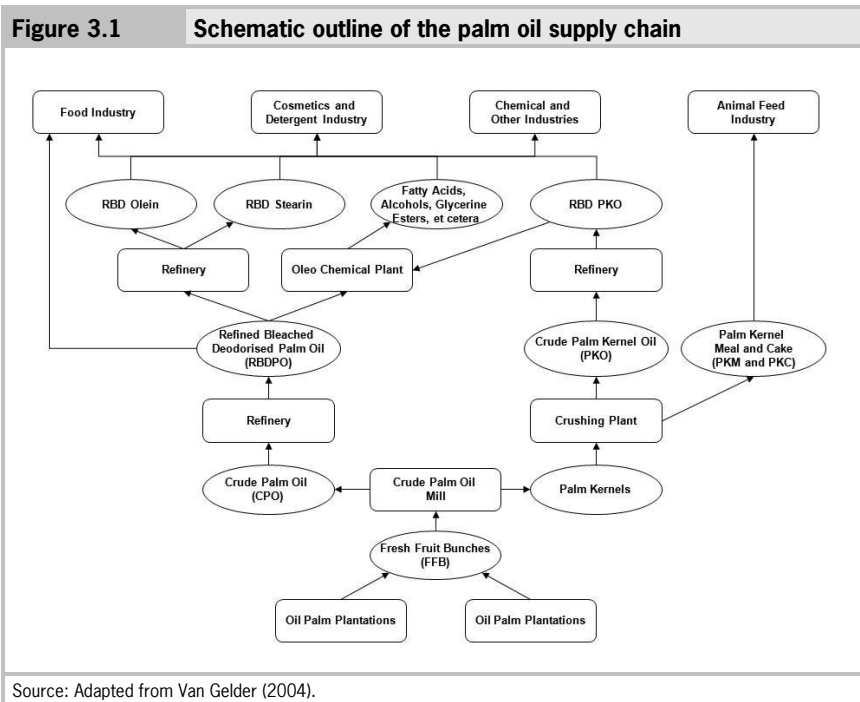 Figure 3.1 Schematic outline of the palm oil supply chain
Food Industry
Cosmetics and
Detergent Industry
Chemical and
Other Industries
Animal Feed
Industry
RBD Olein
RBD Stearin
Fatty Acids,
Alcohols, Glycerine
Esters, et cetera
RBD PKO
Refinery
Oleo Chemical Plant
Refinery
Refined Bleached
Deodorised Palm Oil
(RBDPO)
Crude Palm Kernel Oil
(PKO)
Palm Kernel
Meal and Cake
(PKM and PKC)
Refinery
Crushing Plant
Crude Palm Oil
(CPO)
Crude Palm Oil
Mill
Palm Kernels
Fresh Fruit Bunches
(FFB)
Oil Palm Plantations
Oil Palm Plantations
Source: Adapted from Van Gelder (2004).